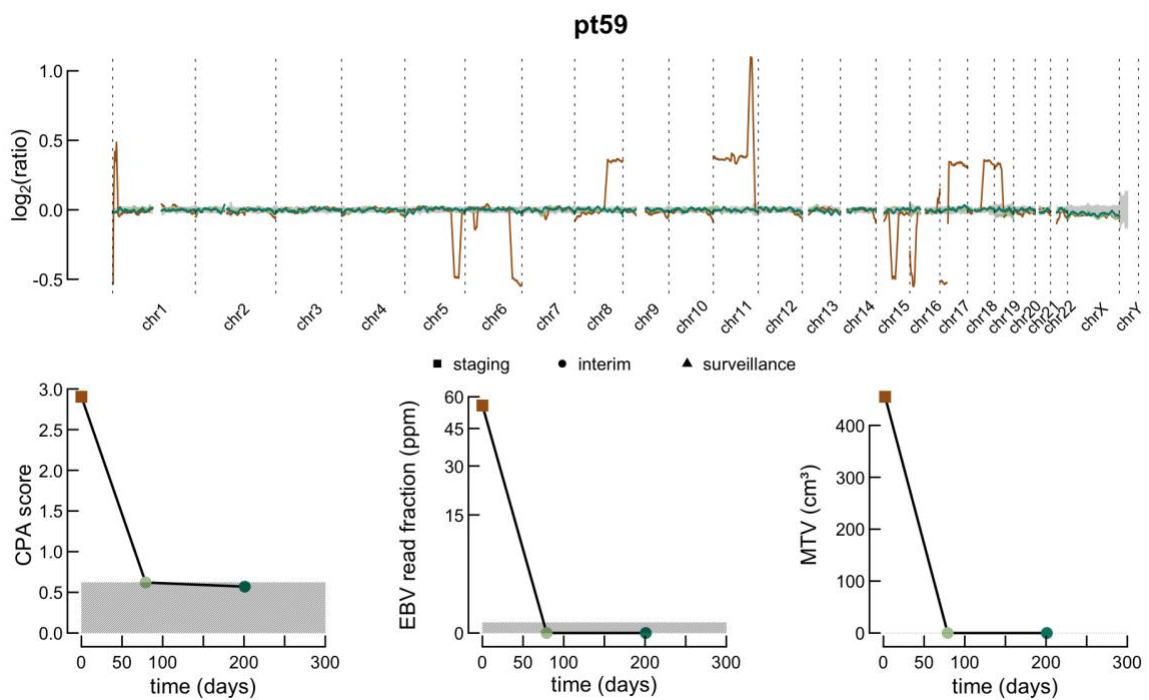 pt59
log2(ratio)
1.0
0.5
0.0
-0.5
chr1 chr2 chr3 chr4 chr5 chr6 chr7 chr8 chr9 chr10 chr11 chr12 chr13 chr14 chr15 chr16 chr17 chr18 chr19 chr20 chr21 chr22 chrX chrY
staging interim surveillance
CPA score
3.0
2.5
2.0
1.5
1.0
0.5
0.0
0 50 100 200 300
time (days)
EBV read fraction (ppm)
60
45
30
15
0
0 50 100 200 300
time (days)
MTV (cm³)
400
300
200
100
0
0 50 100 200 300
time (days)